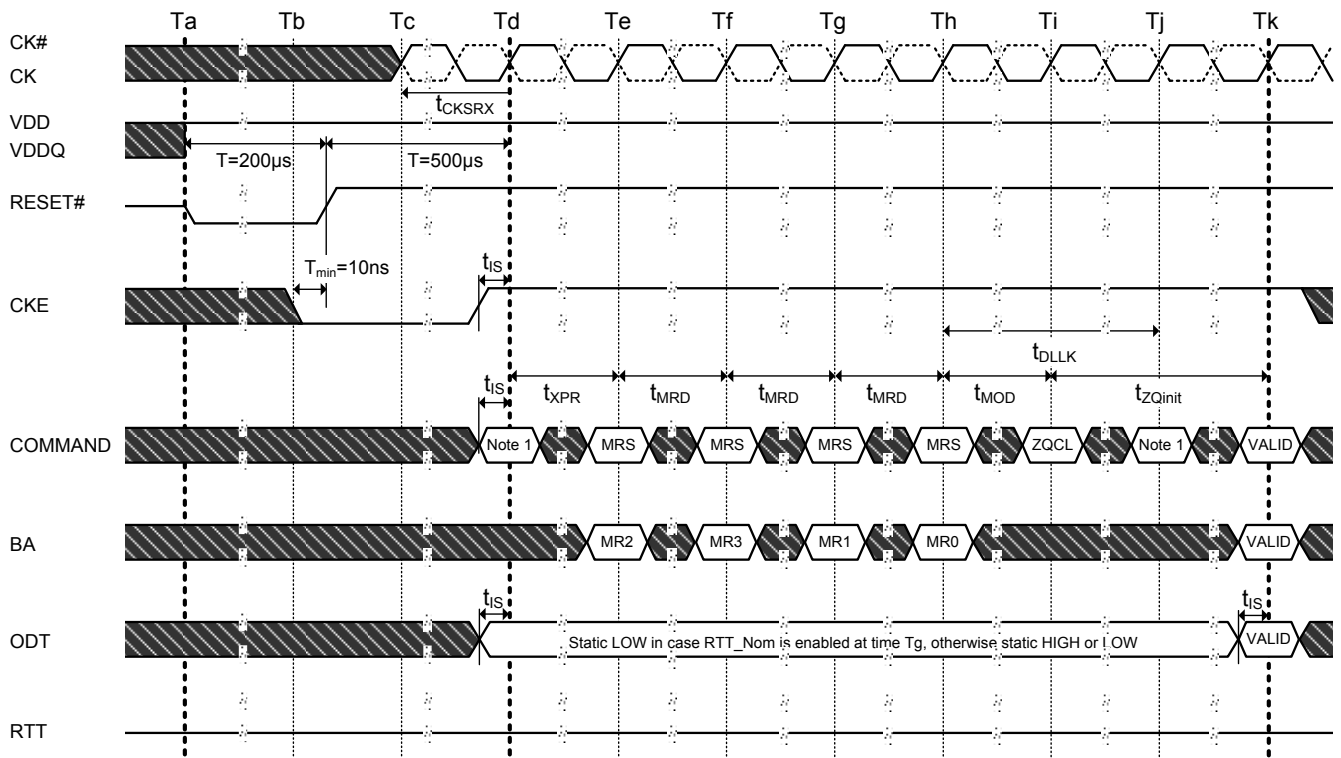 Ta Tb Tc Td Te Tf Tg Th Ti Tj Tk
CK#
CK
tCKSRX
VDD
VDDQ
T=200µs T=500µs
RESET#
Tmin=10ns tIS
CKE
tDLLK
tIS tXPR tMRD tMRD tMRD tMOD tZQinit
COMMAND Note 1 MRS MRS MRS MRS ZQCL Note 1 VALID
BA MR2 MR3 MR1 MR0 VALID
tIS tIS
ODT Static LOW in case RTT_Nom is enabled at time Tg, otherwise static HIGH or LOW VALID
RTT